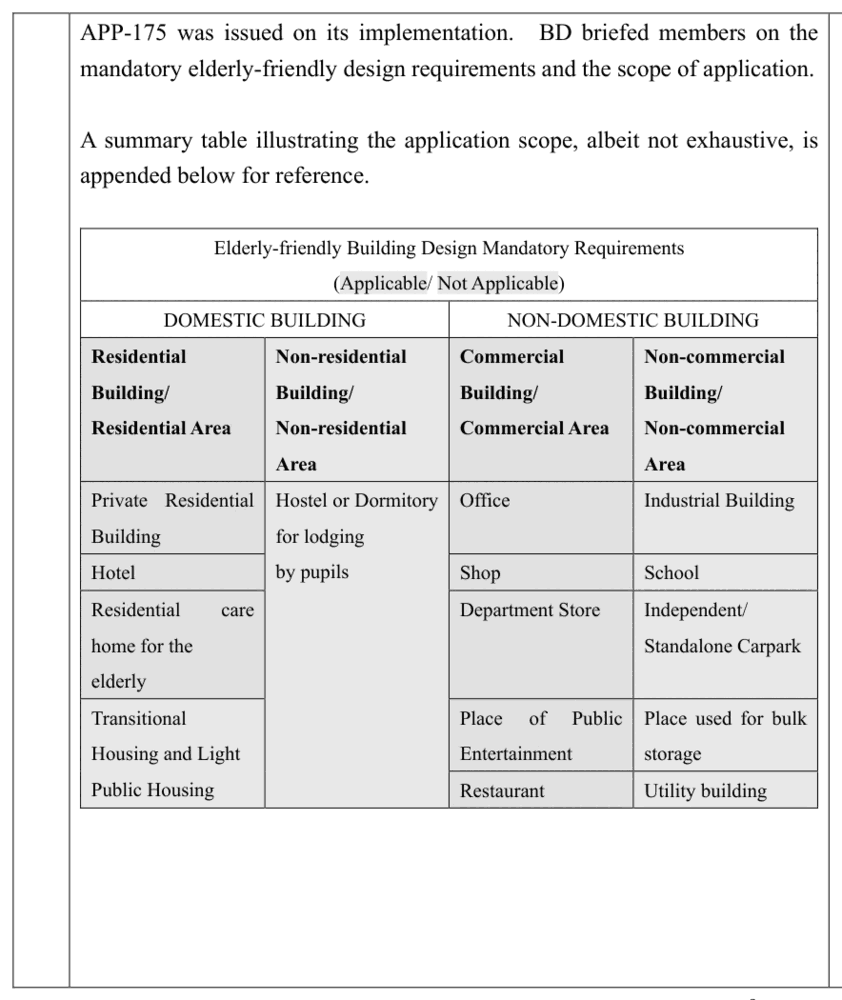 APP-175 was issued on its implementation. BD briefed members on the
mandatory elderly-friendly design requirements and the scope of application.
A summary table illustrating the application scope, albeit not exhaustive, is
appended below for reference.
Elderly-friendly Building Design Mandatory Requirements
(Applicable/ Not Applicable)
DOMESTIC BUILDING
NON-DOMESTIC BUILDING
Residential
Building/
Residential Area
Non-residential
Building/
Non-residential
Area
Commercial
Building/
Commercial Area
Non-commercial
Building/
Non-commercial
Area
Private Residential
Building
Hostel or Dormitory
for lodging
by pupils
Office
Industrial Building
Hotel
Shop
School
Residential care
home for the
elderly
Department Store
Independent/
Standalone Carpark
Transitional
Housing and Light
Public Housing
Place of Public
Entertainment
Place used for bulk
storage
Restaurant
Utility building